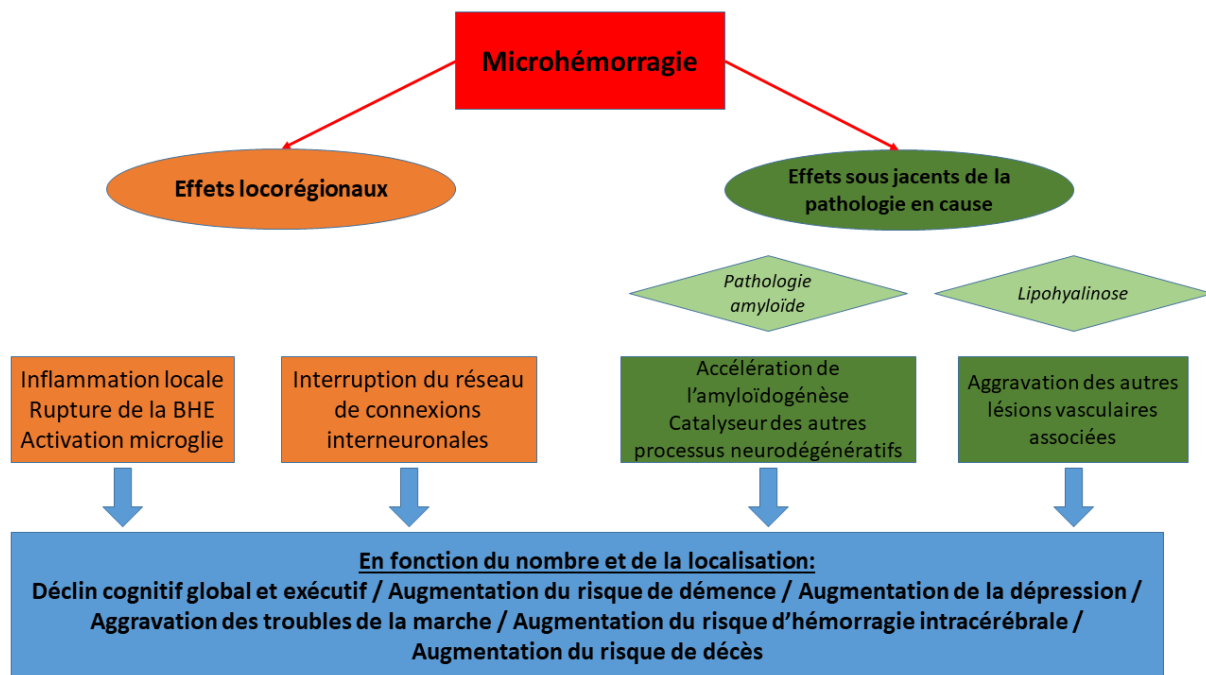 Microhémorragie
Effets locorégionaux
Effets sous jacents de la
pathologie en cause
Pathologie
amyloïde
Lipohyalinose
Inflammation locale
Rupture de la BHE
Activation microglie
Interruption du réseau
de connexions
interneuronales
Accélération de
l’amyloïdogénèse
Catalyseur des autres
processus neurodégénératifs
Aggravation des autres
lésions vasculaires
associées
En fonction du nombre et de la localisation:
Déclin cognitif global et exécutif / Augmentation du risque de démence / Augmentation de la dépression /
Aggravation des troubles de la marche / Augmentation du risque d’hémorragie intracérébrale /
Augmentation du risque de décès